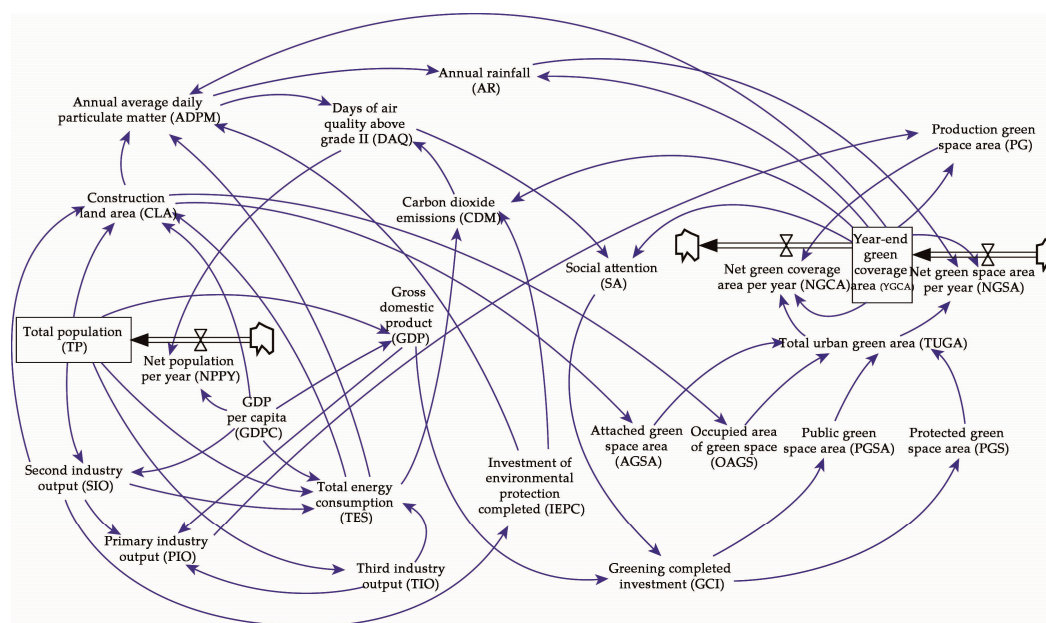 Annual rainfall
(AR)
Annual average daily
particulate matter (ADPM)
Days of air
quality above
grade II (DAQ)
Production green
space area (PG)
Construction
land area (CLA)
Carbon dioxide
emissions (CDM)
Year-end
green
coverage
area (YGCA)
Social attention
(SA)
Net green coverage
area per year (NGCA)
Net green space area
per year (NGSA)
Gross
domestic
product
(GDP)
Total population
(TP)
Net population
per year (NPPY)
Total urban green area (TUGA)
GDP
per capita
(GDPC)
Attached green
space area
(AGSA)
Occupied area
of green space
(OAGS)
Public green
space area (PGSA)
Protected green
space area (PGS)
Second industry
output (SIO)
Investment of
environmental
protection
completed (IEPC)
Total energy
consumption
(TES)
Primary industry
output (PIO)
Third industry
output (TIO)
Greening completed
investment (GCI)